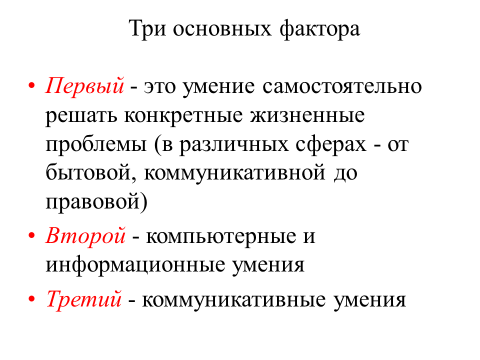 Три основных фактора
• Первый - это умение самостоятельно
решать конкретные жизненные
проблемы (в различных сферах - от
бытовой, коммуникативной до
правовой)
• Второй - компьютерные и
информационные умения
• Третий - коммуникативные умения